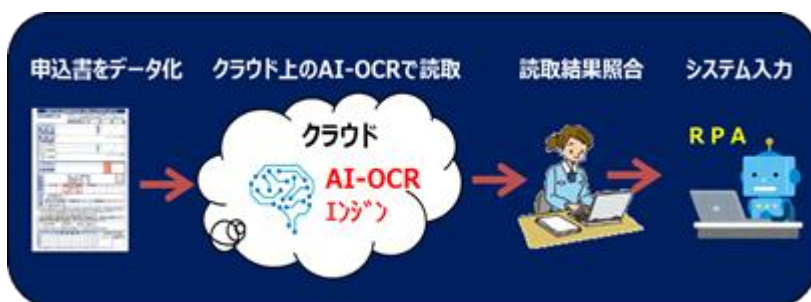 申込書をデータ化
クラウド上のAI-OCRで読取
読取結果照合
システム入力
クラウド
AI-OCR
ｴﾝｼﾞﾝ
RPA